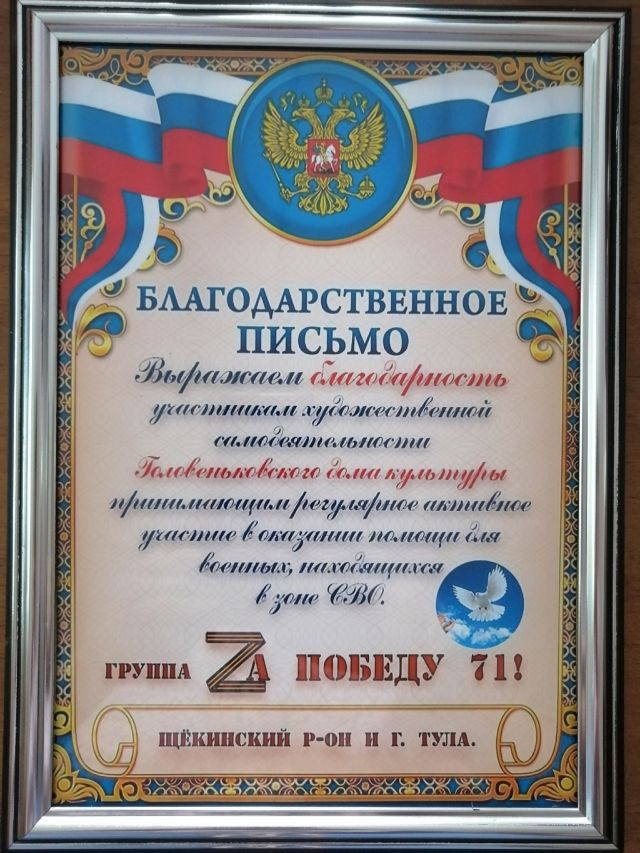 БЛАГОДАРСТВЕННОЕ
ПИСЬМО
Выражаем благодарность
участникам художественной
самодеятельности
Головеньковского дома культуры
принимающим регулярное активное
участие в оказании помощи для
военных, находящихся
в зоне СВО.
ГРУППА ZА ПОБЕДУ 71!
ЩЁКИНСКИЙ Р-ОН И Г. ТУЛА.